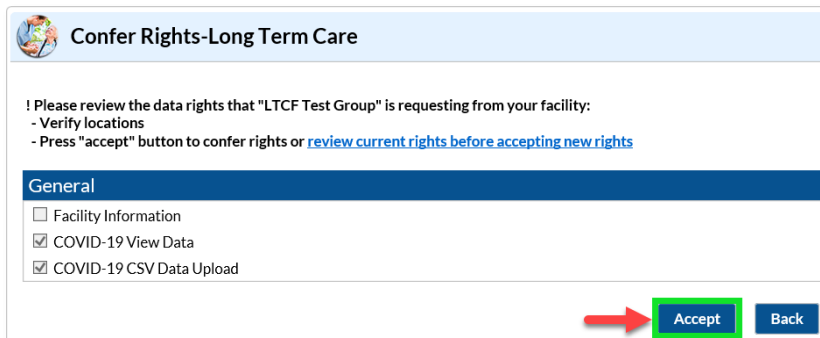 Confer Rights-Long Term Care
! Please review the data rights that "LTCF Test Group" is requesting from your facility:
- Verify locations
- Press "accept" button to confer rights or review current rights before accepting new rights
General
Facility Information
COVID-19 View Data
COVID-19 CSV Data Upload
Accept Back